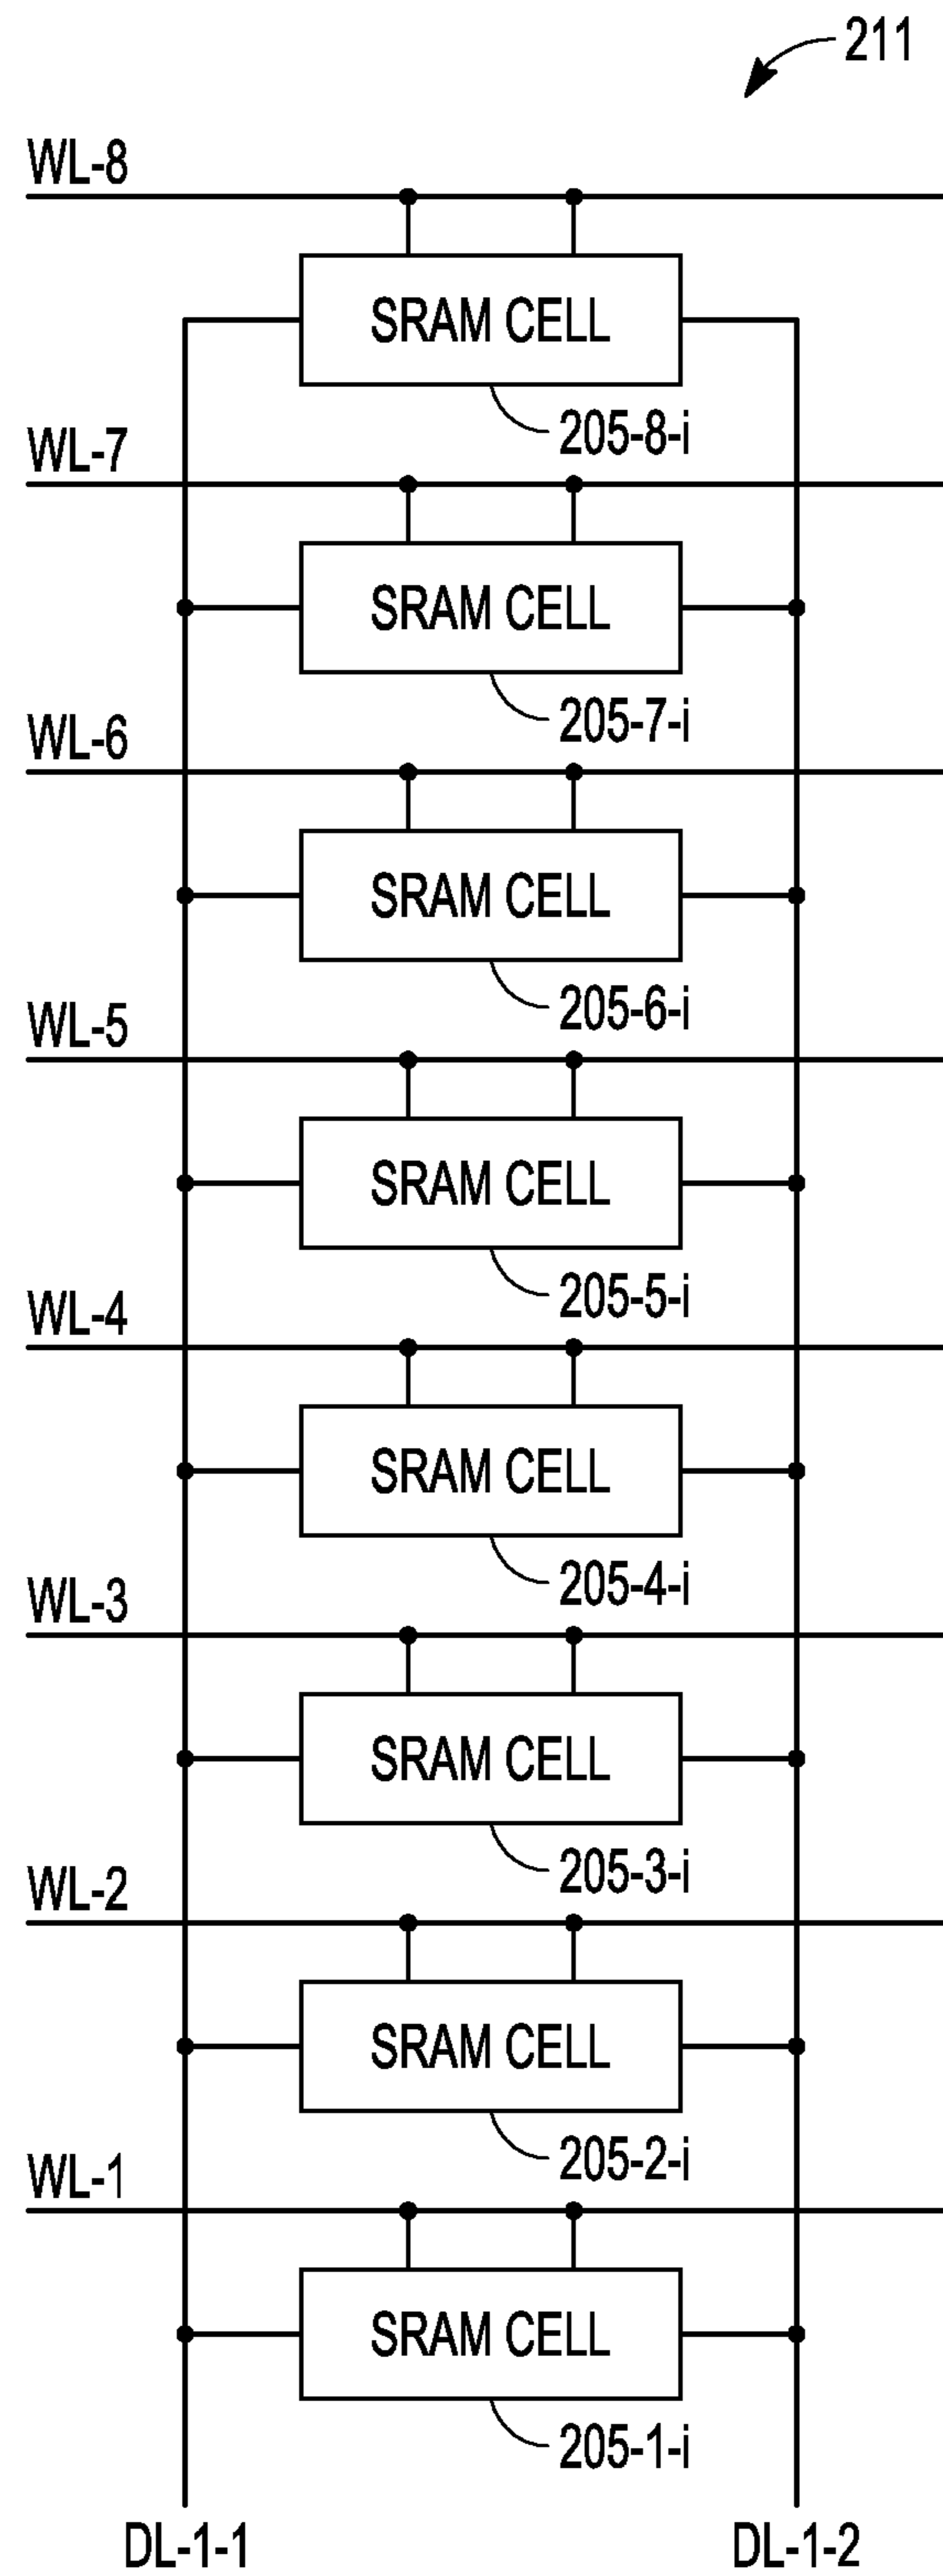 211
WL-8
SRAM CELL
205-8-i
WL-7
SRAM CELL
205-7-i
WL-6
SRAM CELL
205-6-i
WL-5
SRAM CELL
205-5-i
WL-4
SRAM CELL
205-4-i
WL-3
SRAM CELL
205-3-i
WL-2
SRAM CELL
205-2-i
WL-1
SRAM CELL
205-1-i
DL-1-1 DL-1-2